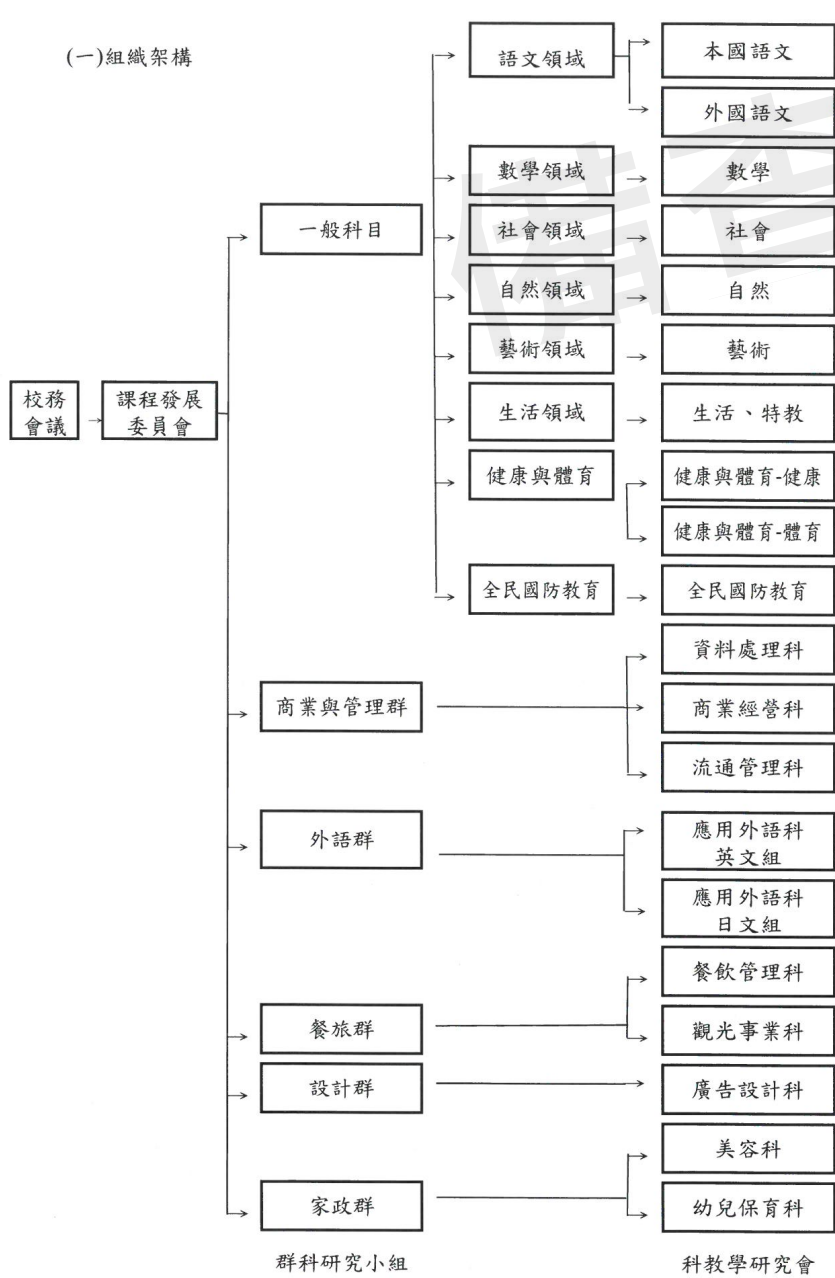 (一)組織架構
校務
會議
課程發展
委員會
一般科目
語文領域
本國語文
外國語文
數學領域
數學
社會領域
社會
自然領域
自然
藝術領域
藝術
生活領域
生活、特教
健康與體育
健康與體育-健康
健康與體育-體育
全民國防教育
全民國防教育
商業與管理群
資料處理科
商業經營科
流通管理科
外語群
應用外語科
英文組
應用外語科
日文組
餐旅群
餐飲管理科
觀光事業科
設計群
廣告設計科
家政群
美容科
幼兒保育科
群科研究小組
科教學研究會
備查